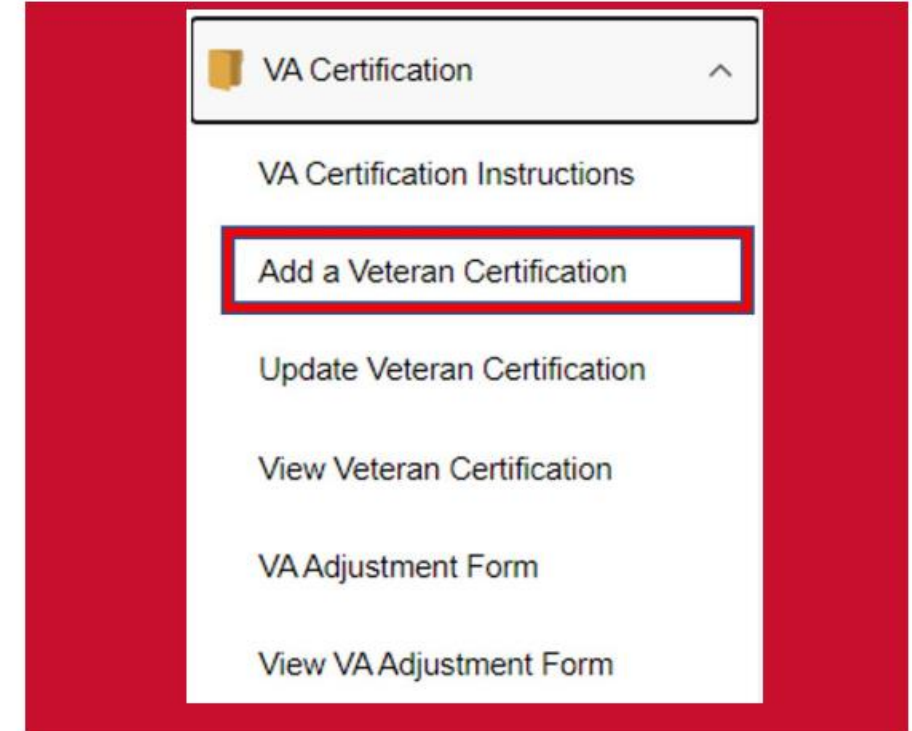 VA Certification
VA Certification Instructions
Add a Veteran Certification
Update Veteran Certification
View Veteran Certification
VA Adjustment Form
View VA Adjustment Form